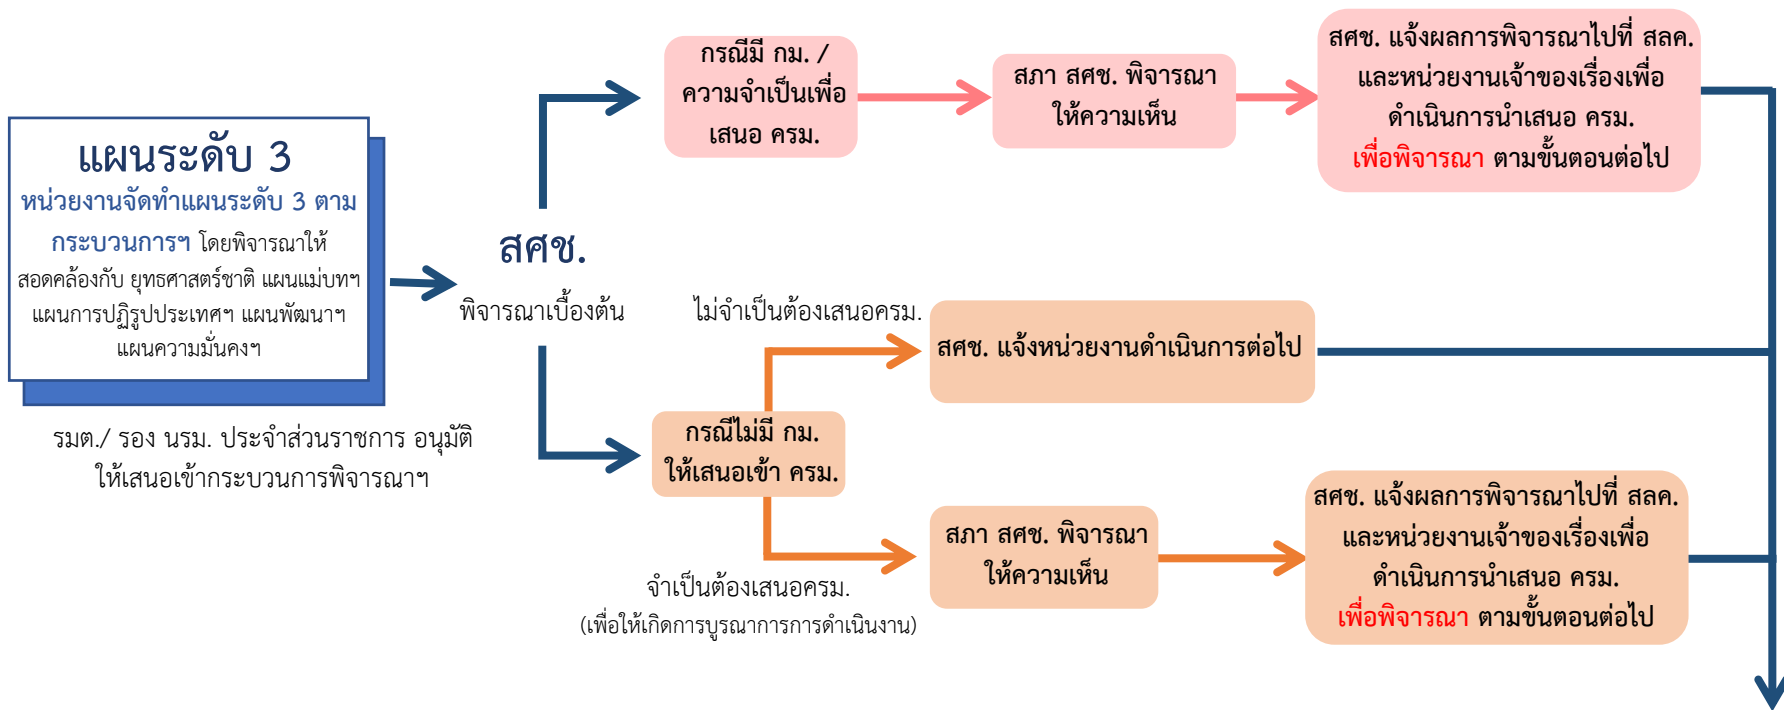 แผนระดับ 3
หน่วยงานจัดทำแผนระดับ 3 ตาม
กระบวนการฯ โดยพิจารณาให้
สอดคล้องกับ ยุทธศาสตร์ชาติ แผนแม่บทฯ
แผนการปฏิรูปประเทศฯ แผนพัฒนาฯ
แผนความมั่นคงฯ
รมต./ รอง นรม. ประจำส่วนราชการ อนุมัติ
ให้เสนอเข้ากระบวนการพิจารณาฯ
สศช.
พิจารณาเบื้องต้น
กรณีมี กม. /
ความจำเป็นเพื่อ
เสนอ ครม.
สภา สศช. พิจารณา
ให้ความเห็น
สศช. แจ้งผลการพิจารณาไปที่ สลค.
และหน่วยงานเจ้าของเรื่องเพื่อ
ดำเนินการนำเสนอ ครม.
เพื่อพิจารณา ตามขั้นตอนต่อไป
ไม่จำเป็นต้องเสนอครม.
สศช. แจ้งหน่วยงานดำเนินการต่อไป
กรณีไม่มี กม.
ให้เสนอเข้า ครม.
จำเป็นต้องเสนอครม.
(เพื่อให้เกิดการบูรณาการการดำเนินงาน)
สภา สศช. พิจารณา
ให้ความเห็น
สศช. แจ้งผลการพิจารณาไปที่ สลค.
และหน่วยงานเจ้าของเรื่องเพื่อ
ดำเนินการนำเสนอ ครม.
เพื่อพิจารณา ตามขั้นตอนต่อไป